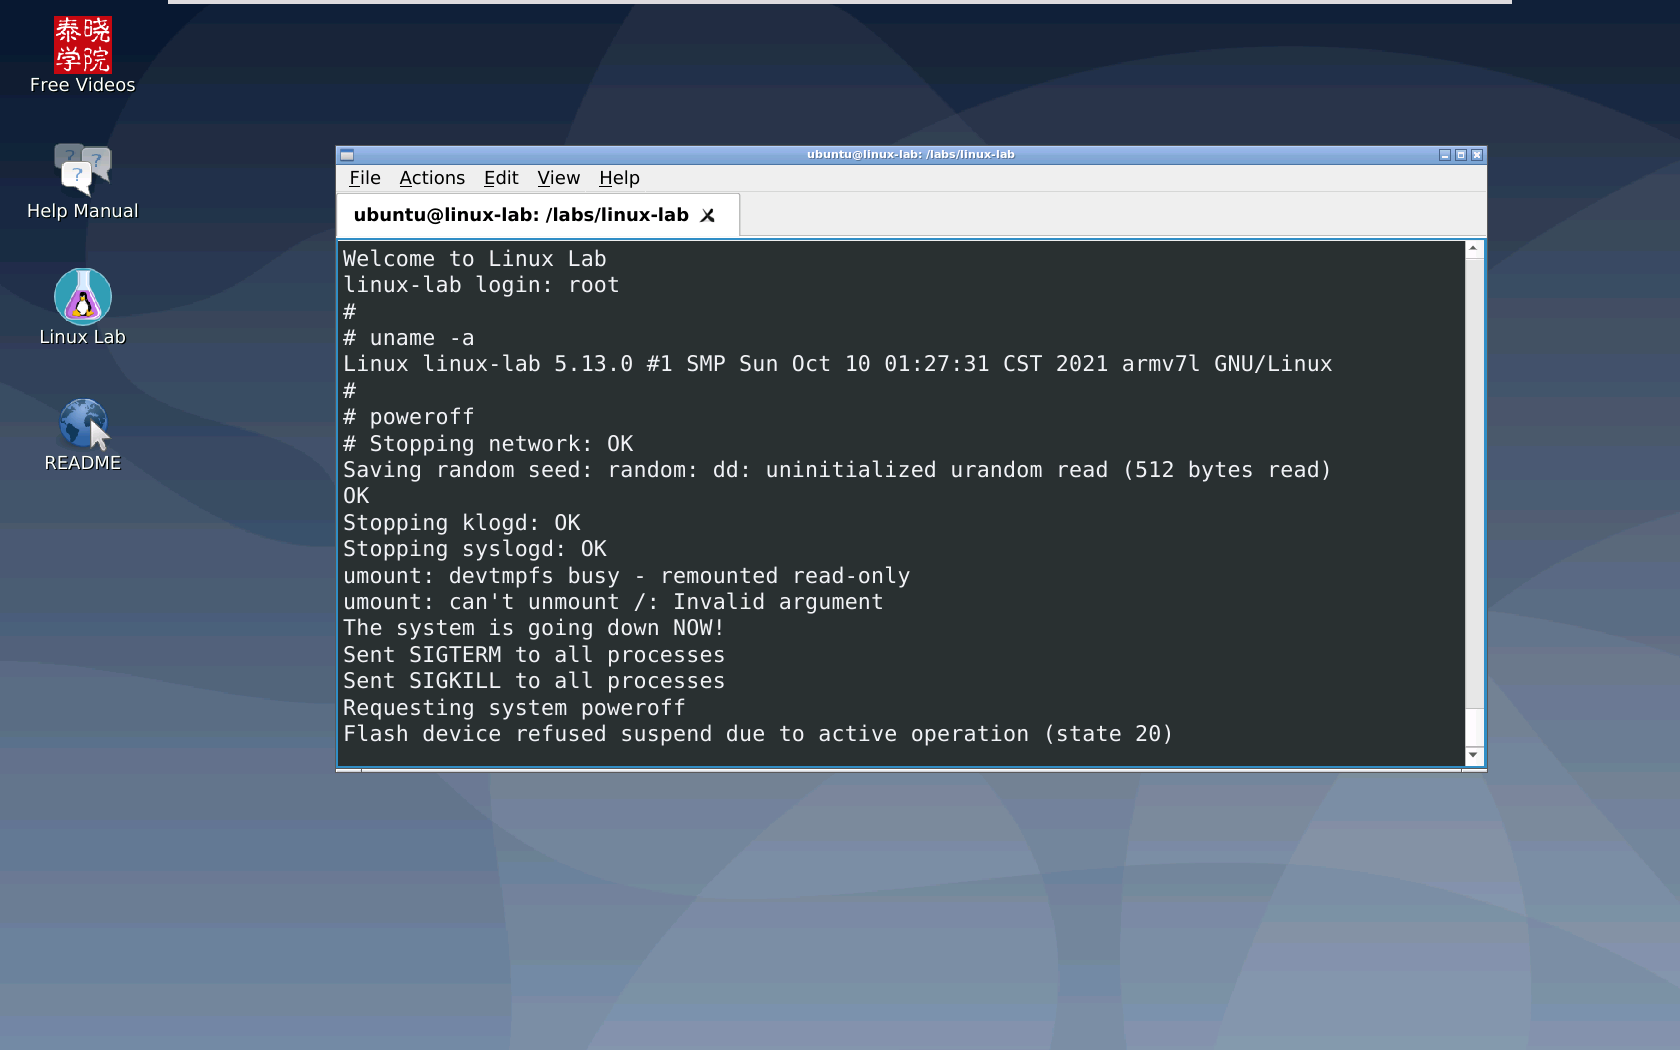 泰晓
学院
Free Videos
Help Manual
Linux Lab
README
ubuntu@linux-lab: /labs/linux-lab
File Actions Edit View Help
ubuntu@linux-lab: /labs/linux-lab
Welcome to Linux Lab
linux-lab login: root
#
# uname -a
Linux linux-lab 5.13.0 #1 SMP Sun Oct 10 01:27:31 CST 2021 armv7l GNU/Linux
#
# poweroff
# Stopping network: OK
Saving random seed: random: dd: uninitialized urandom read (512 bytes read)
OK
Stopping klogd: OK
Stopping syslogd: OK
umount: devtmpfs busy - remounted read-only
umount: can't unmount /: Invalid argument
The system is going down NOW!
Sent SIGTERM to all processes
Sent SIGKILL to all processes
Requesting system poweroff
Flash device refused suspend due to active operation (state 20)